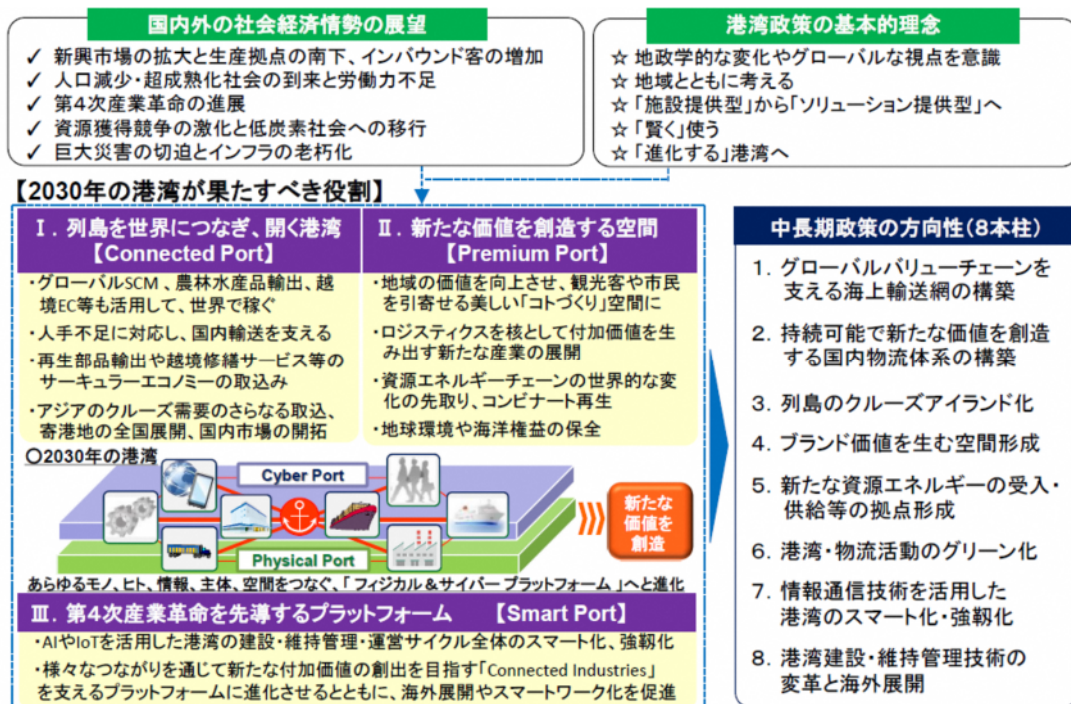 国内外の社会経済情勢の展望
✓ 新興市場の拡大と生産拠点の南下、インバウンド客の増加
✓ 人口減少・超成熟化社会の到来と労働力不足
✓ 第4次産業革命の進展
✓ 資源獲得競争の激化と低炭素社会への移行
✓ 巨大災害の切迫とインフラの老朽化
港湾政策の基本的理念
☆ 地政学的な変化やグローバルな視点を意識
☆ 地域とともに考える
☆「施設提供型」から「ソリューション提供型」へ
☆「賢く」使う
☆「進化する」港湾へ
【2030年の港湾が果たすべき役割】
Ⅰ．列島を世界につなぎ、開く港湾
【Connected Port】
・グローバルSCM、農林水産品輸出、越
境EC等も活用して、世界で稼ぐ
・人手不足に対応し、国内輸送を支える
・再生部品輸出や越境修繕サービス等の
サーキュラーエコノミーの取込み
・アジアのクルーズ需要のさらなる取込、
寄港地の全国展開、国内市場の開拓
Ⅱ．新たな価値を創造する空間
【Premium Port】
・地域の価値を向上させ、観光客や市民
を引寄せる美しい「コトづくり」空間に
・ロジスティクスを核として付加価値を生
み出す新たな産業の展開
・資源エネルギーチェーンの世界的な変
化の先取り、コンビナート再生
・地球環境や海洋権益の保全
〇2030年の港湾
Cyber Port
Physical Port
新たな
価値を
創造
あらゆるモノ、ヒト、情報、主体、空間をつなぐ、「フィジカル＆サイバー プラットフォーム」へと進化
Ⅲ．第4次産業革命を先導するプラットフォーム 【Smart Port】
・AIやIoTを活用した港湾の建設・維持管理・運営サイクル全体のスマート化、強靱化
・様々なつながりを通じて新たな付加価値の創出を目指す「Connected Industries」
を支えるプラットフォームに進化させるとともに、海外展開やスマートワーク化を促進
中長期政策の方向性(8本柱)
1. グローバルバリューチェーンを
支える海上輸送網の構築
2. 持続可能で新たな価値を創造
する国内物流体系の構築
3. 列島のクルーズアイランド化
4. ブランド価値を生む空間形成
5. 新たな資源エネルギーの受入・
供給等の拠点形成
6. 港湾・物流活動のグリーン化
7. 情報通信技術を活用した
港湾のスマート化・強靱化
8. 港湾建設・維持管理技術の
変革と海外展開